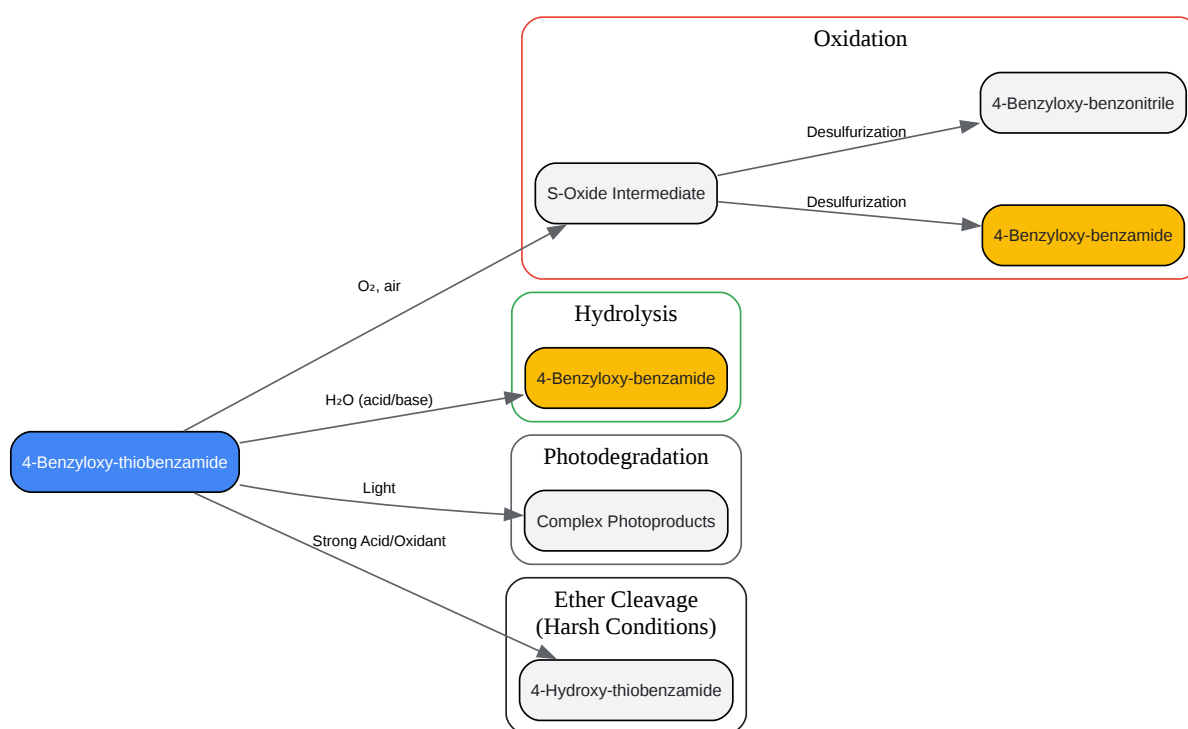 Oxidation
4-Benzyloxy-benzonitrile
Desulfurization
S-Oxide Intermediate
Desulfurization
4-Benzyloxy-benzamide
O₂, air
Hydrolysis
4-Benzyloxy-benzamide
H₂O (acid/base)
4-Benzyloxy-thiobenzamide
Photodegradation
Light
Complex Photoproducts
Strong Acid/Oxidant
Ether Cleavage
(Harsh Conditions)
4-Hydroxy-thiobenzamide